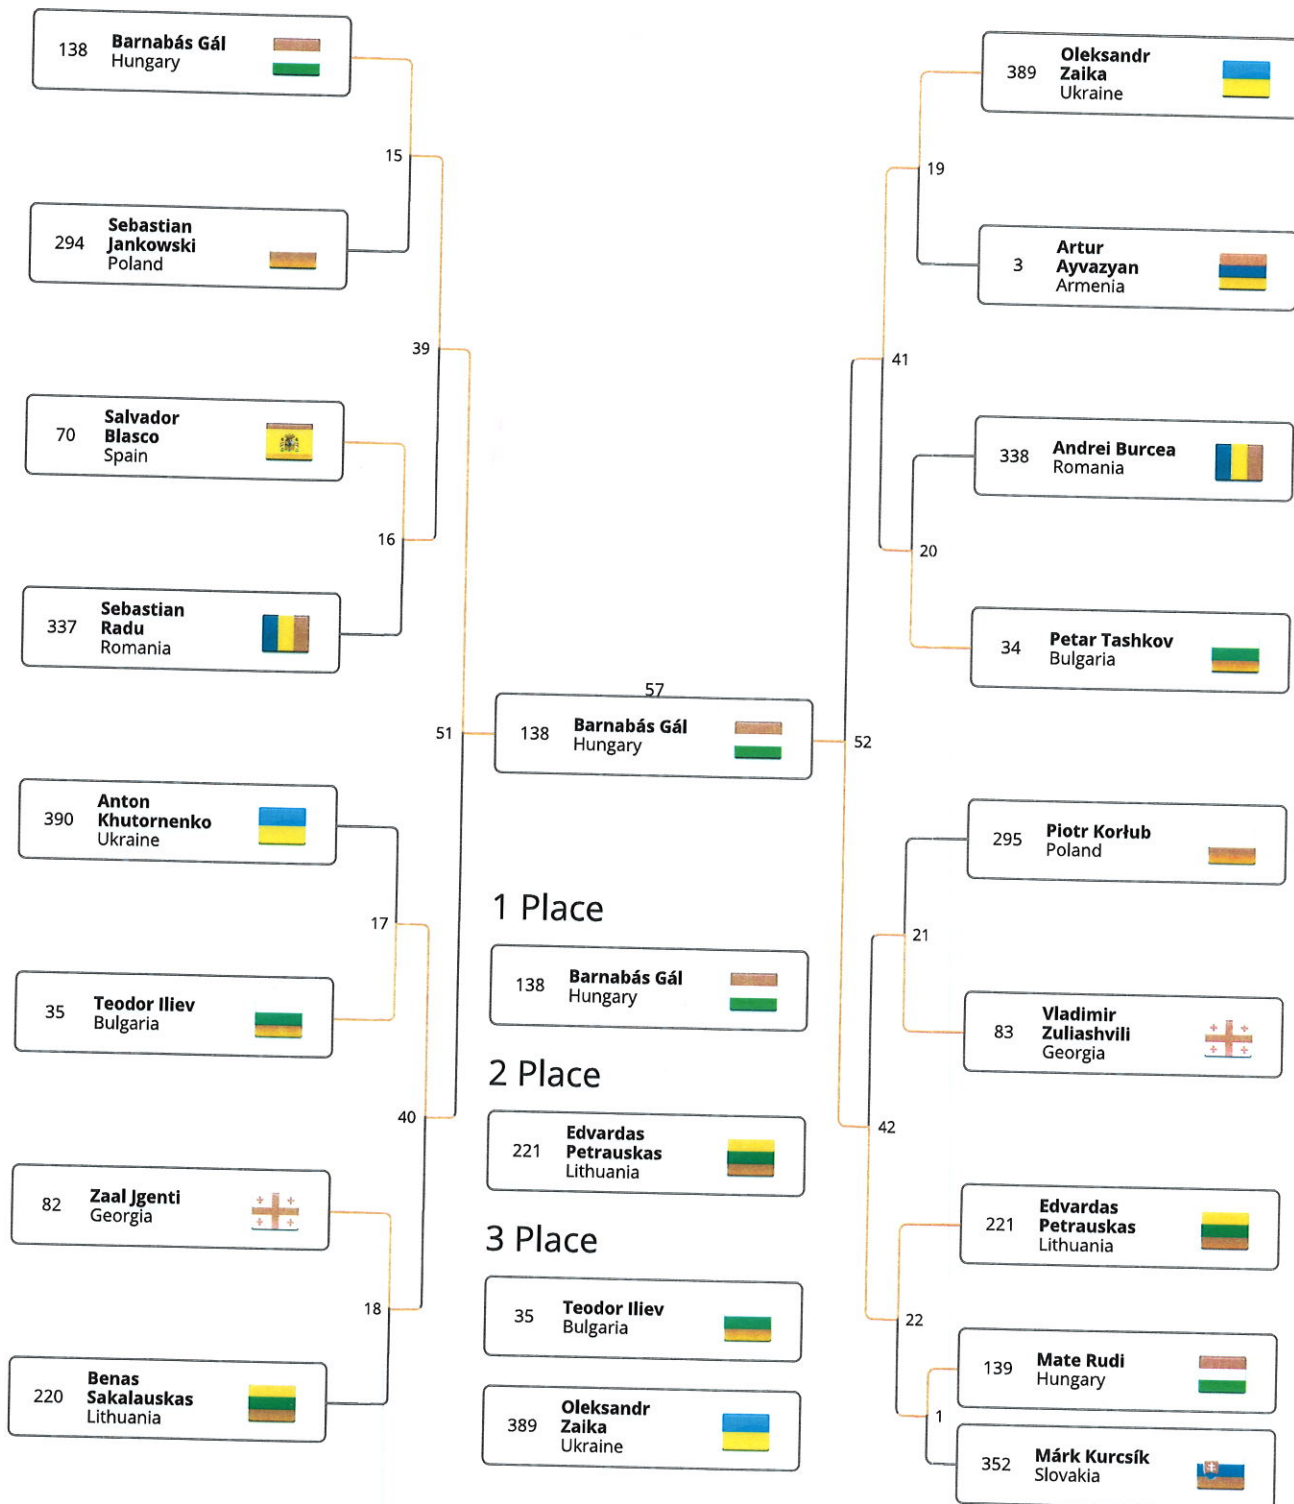 138
Barnabás Gál
Hungary
15
294
Sebastian
Jankowski
Poland
39
70
Salvador
Blasco
Spain
16
337
Sebastian
Radu
Romania
51
390
Anton
Khutornenko
Ukraine
17
35
Teodor Iliev
Bulgaria
40
82
Zaal Jgenti
Georgia
18
220
Benas
Sakalauskas
Lithuania
57
138
Barnabás Gál
Hungary
1 Place
138
Barnabás Gál
Hungary
2 Place
221
Edvardas
Petrauskas
Lithuania
3 Place
35
Teodor Iliev
Bulgaria
389
Oleksandr
Zaika
Ukraine
389
Oleksandr
Zaika
Ukraine
19
3
Artur
Ayvazyan
Armenia
41
338
Andrei Burcea
Romania
20
34
Petar Tashkov
Bulgaria
52
295
Piotr Korłub
Poland
21
83
Vladimir
Zuliashvili
Georgia
42
221
Edvardas
Petrauskas
Lithuania
22
139
Mate Rudi
Hungary
1
352
Márk Kurcsík
Slovakia